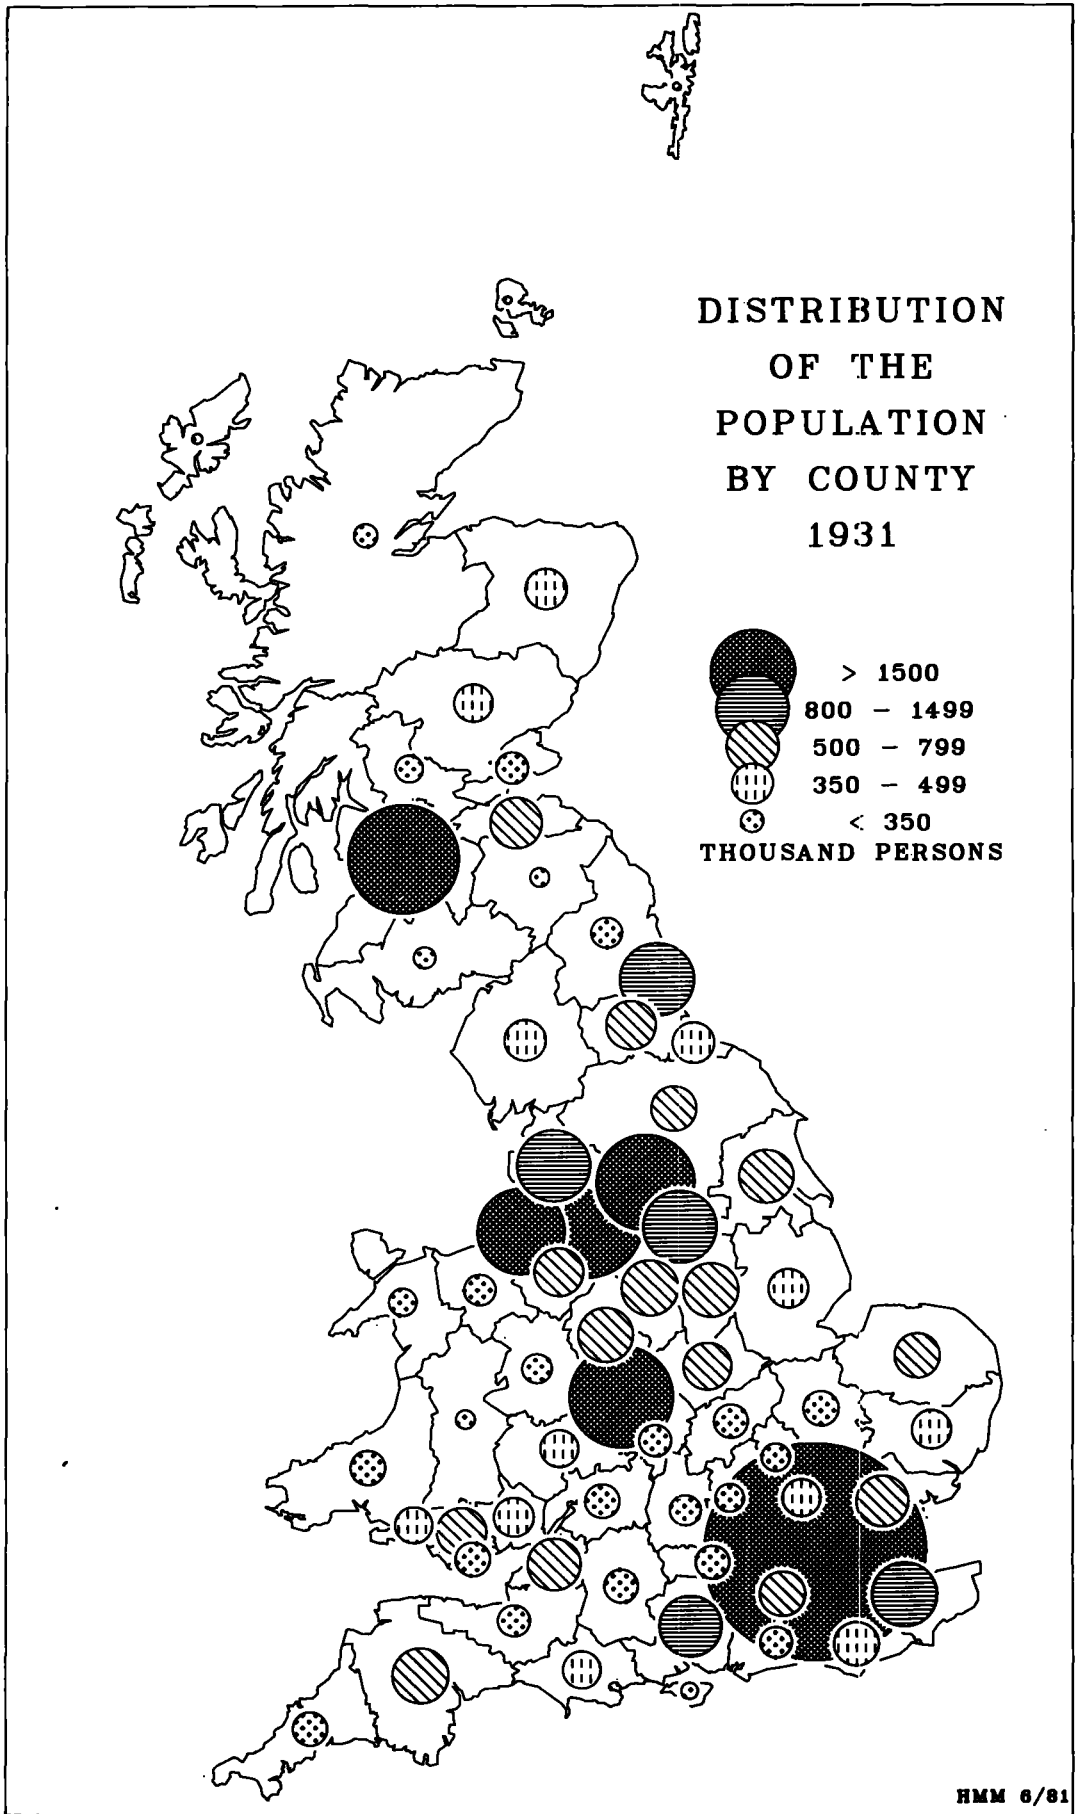 DISTRIBUTION
OF THE
POPULATION
BY COUNTY
1931
> 1500
800 - 1499
500 - 799
350 - 499
< 350
THOUSAND PERSONS
HMM 6/81